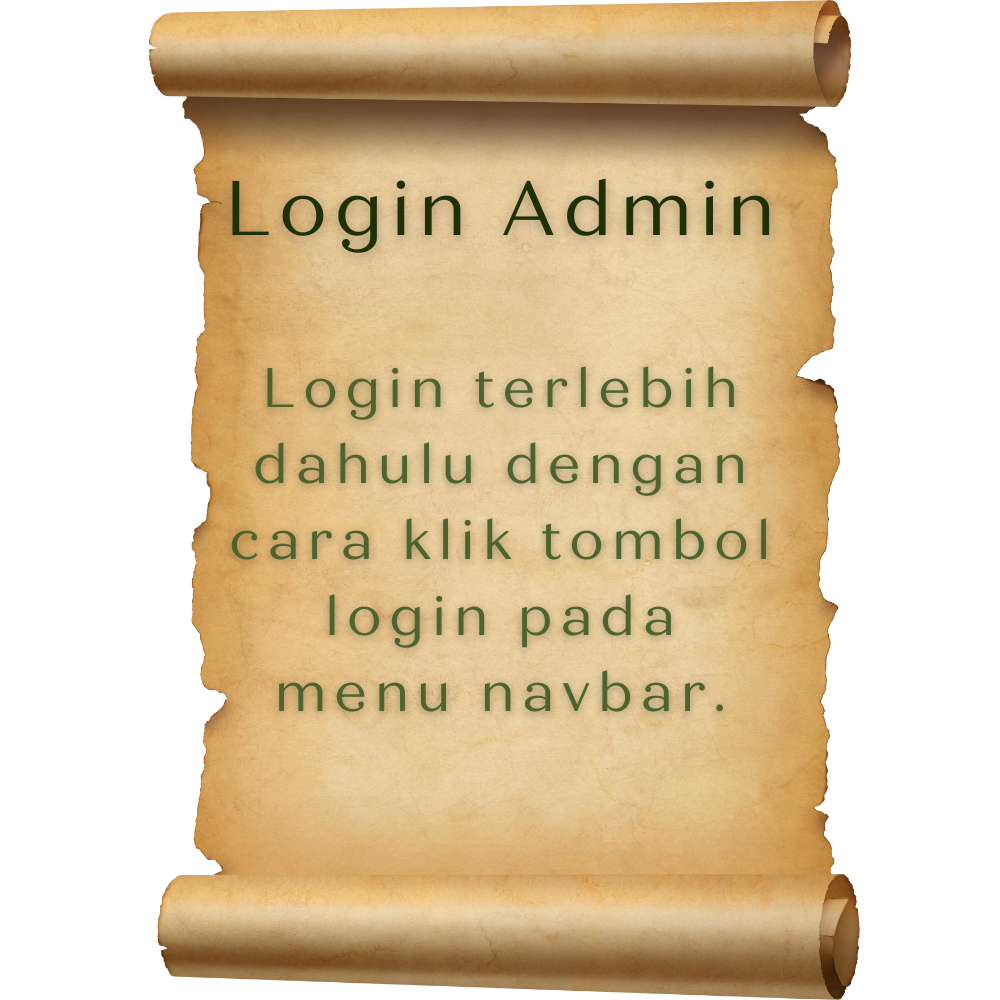 Login Admin
Login terlebih
dahulu dengan
cara klik tombol
login pada
menu navbar.